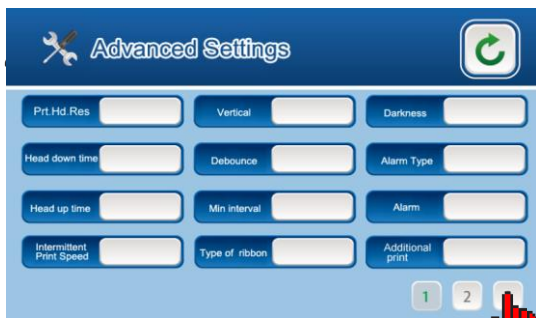 Advanced Settings
Prt.Hd.Res
Vertical
Darkness
Head down time
Debounce
Alarm Type
Head up time
Min interval
Alarm
Intermittent
Print Speed
Type of ribbon
Additional
print
1
2